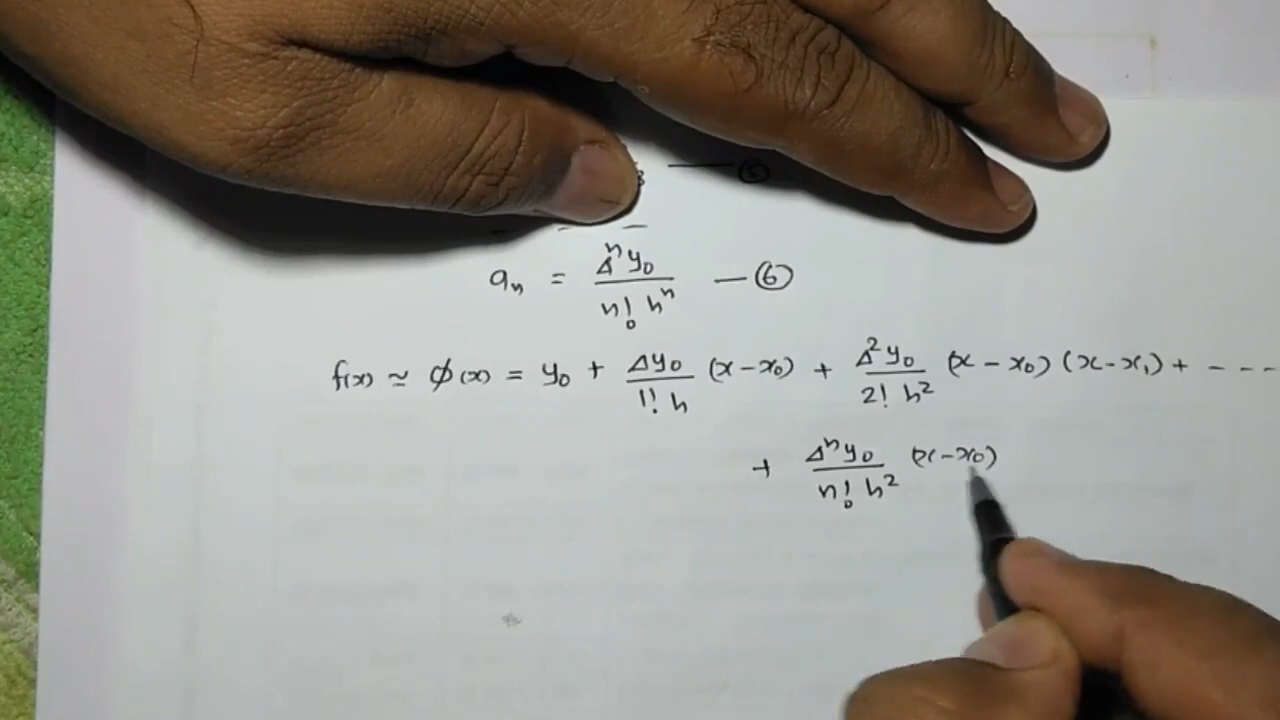 — ⑤
aₙ = Δⁿy₀ / n! hⁿ — ⑥
f(x) ≃ ϕ(x) = y₀ + Δy₀ / 1! h (x-x₀) + Δ²y₀ / 2! h² (x-x₀) (x-x₁) + - - -
+ Δⁿy₀ / n! h² (x-x₀)